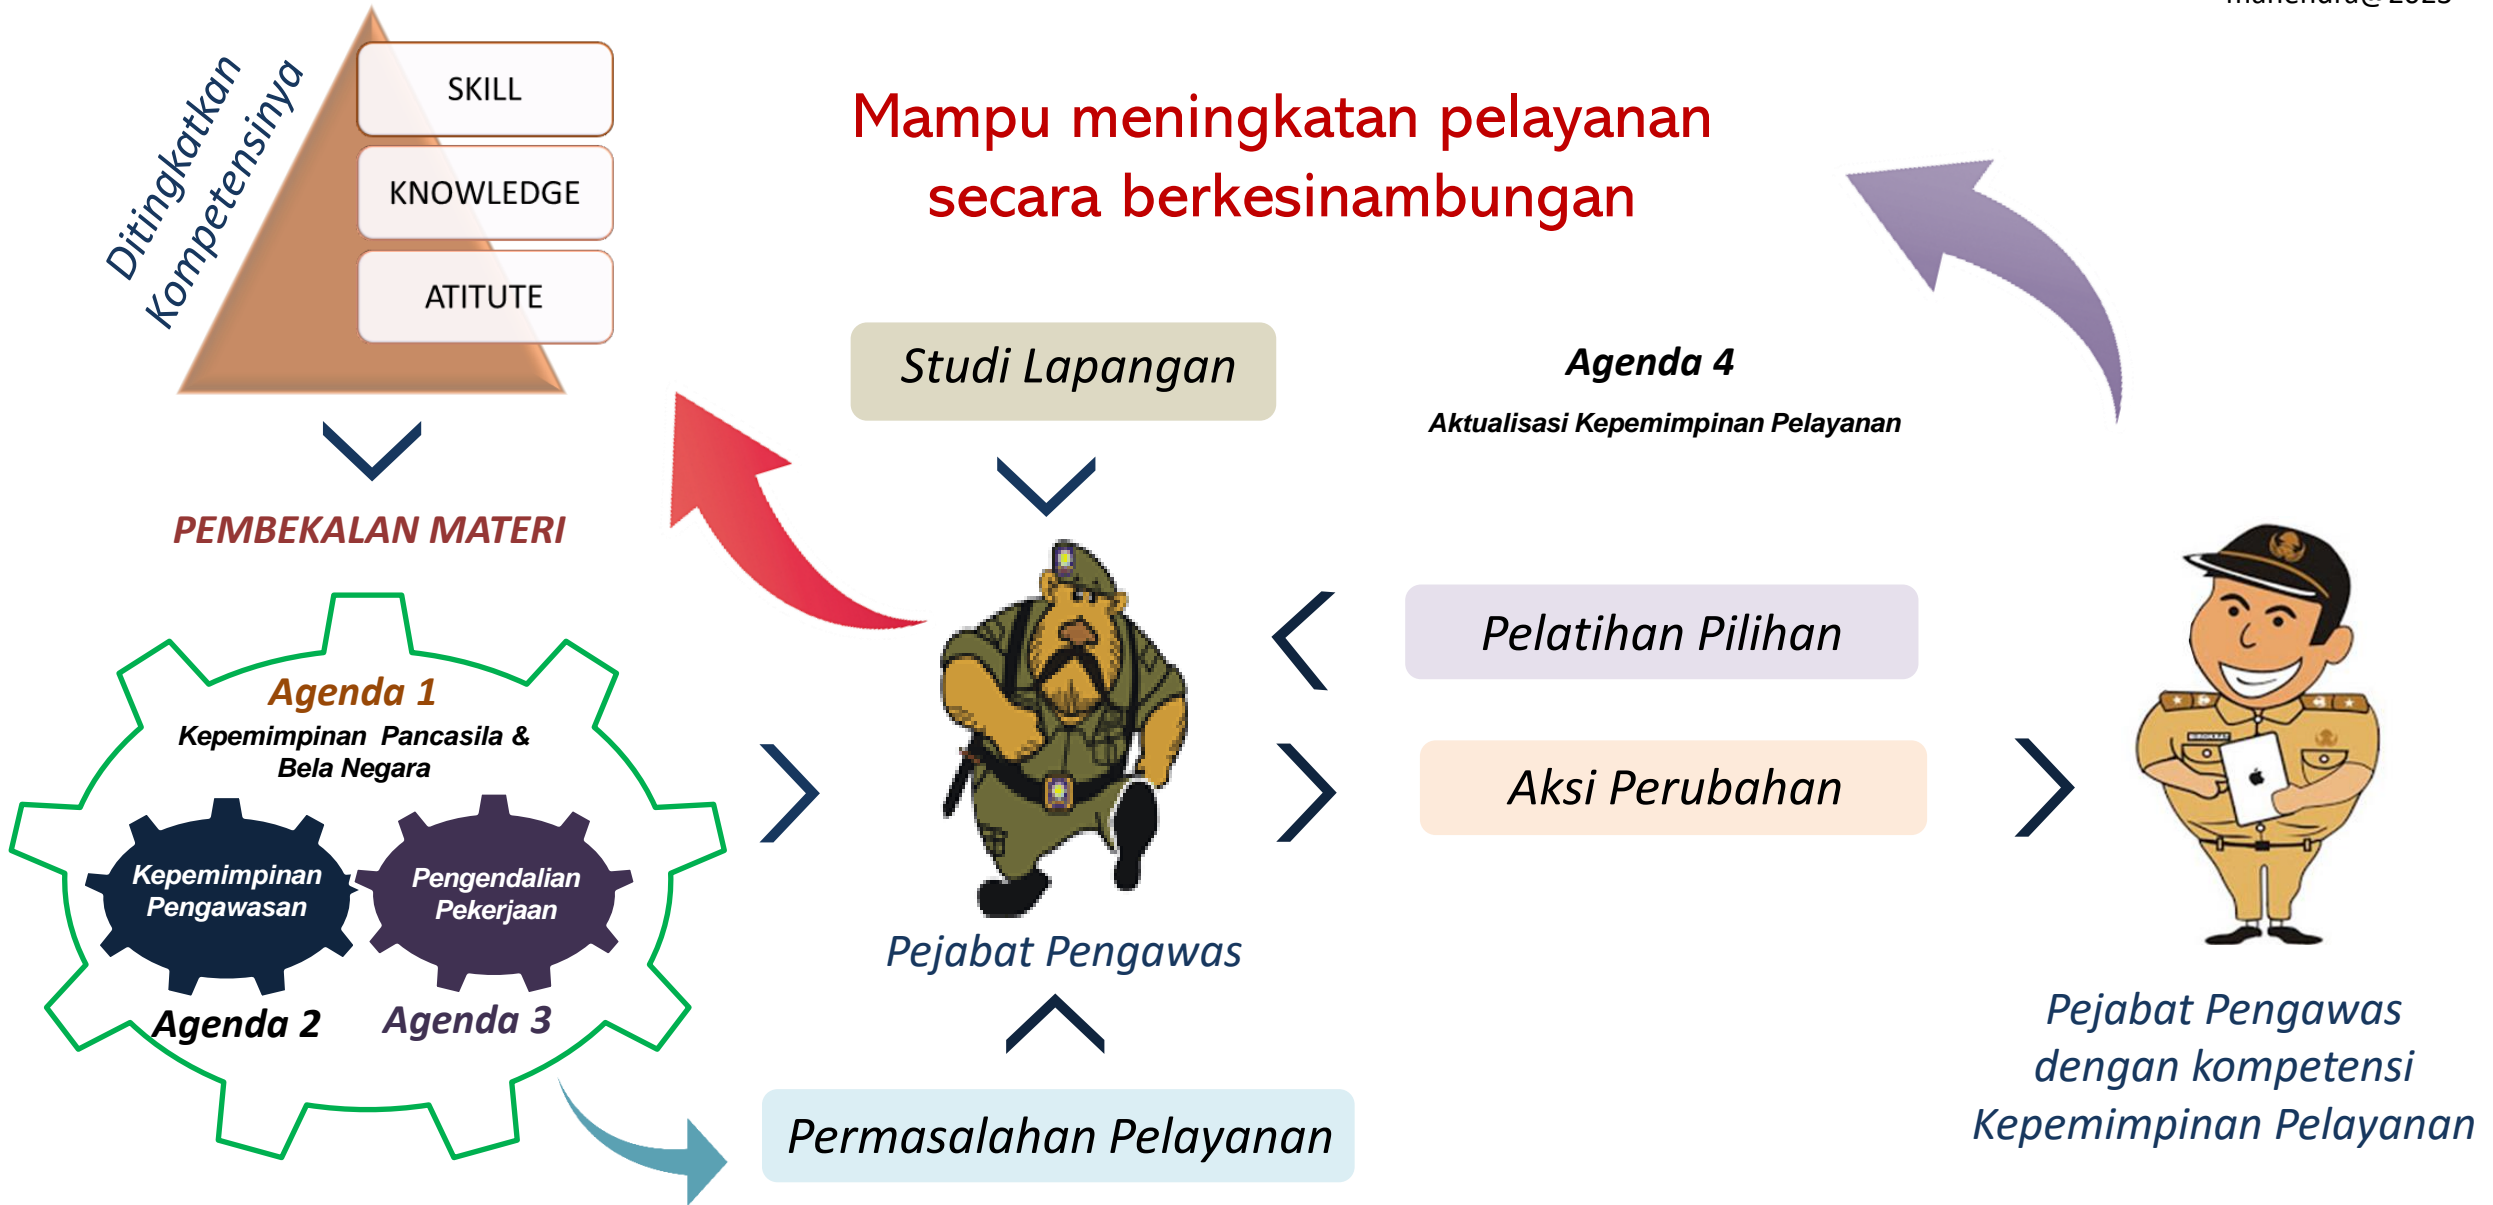 Ditingkatkan
Kompetensinya
SKILL
KNOWLEDGE
ATITUTE
Mampu meningkatan pelayanan
secara berkesinambungan
Studi Lapangan
Agenda 4
Aktualisasi Kepemimpinan Pelayanan
PEMBEKALAN MATERI
Agenda 1
Kepemimpinan Pancasila &
Bela Negara
Kepemimpinan
Pengawasan
Pengendalian
Pekerjaan
Agenda 2
Agenda 3
Pelatihan Pilihan
Aksi Perubahan
Pejabat Pengawas
Permasalahan Pelayanan
Pejabat Pengawas
dengan kompetensi
Kepemimpinan Pelayanan